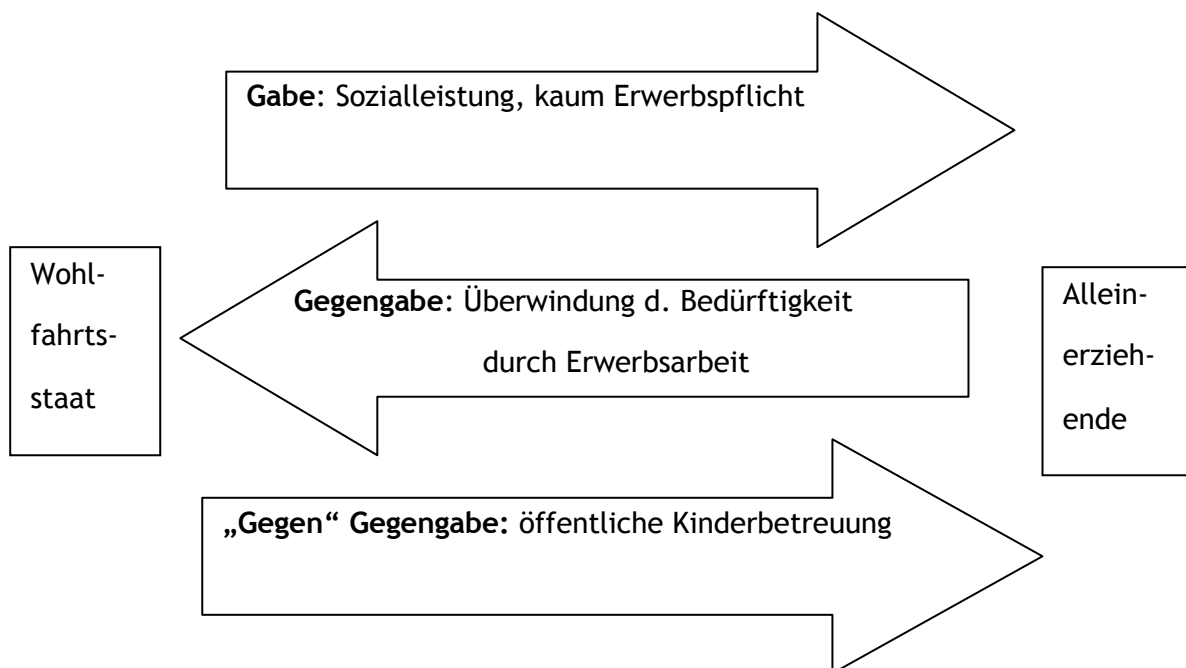 Gabe: Sozialleistung, kaum Erwerbspflicht
Wohl-
fahrts-
staat
Gegengabe: Überwindung d. Bedürftigkeit
durch Erwerbsarbeit
Allein-
erzieh-
ende
„Gegen“ Gegengabe: öffentliche Kinderbetreuung